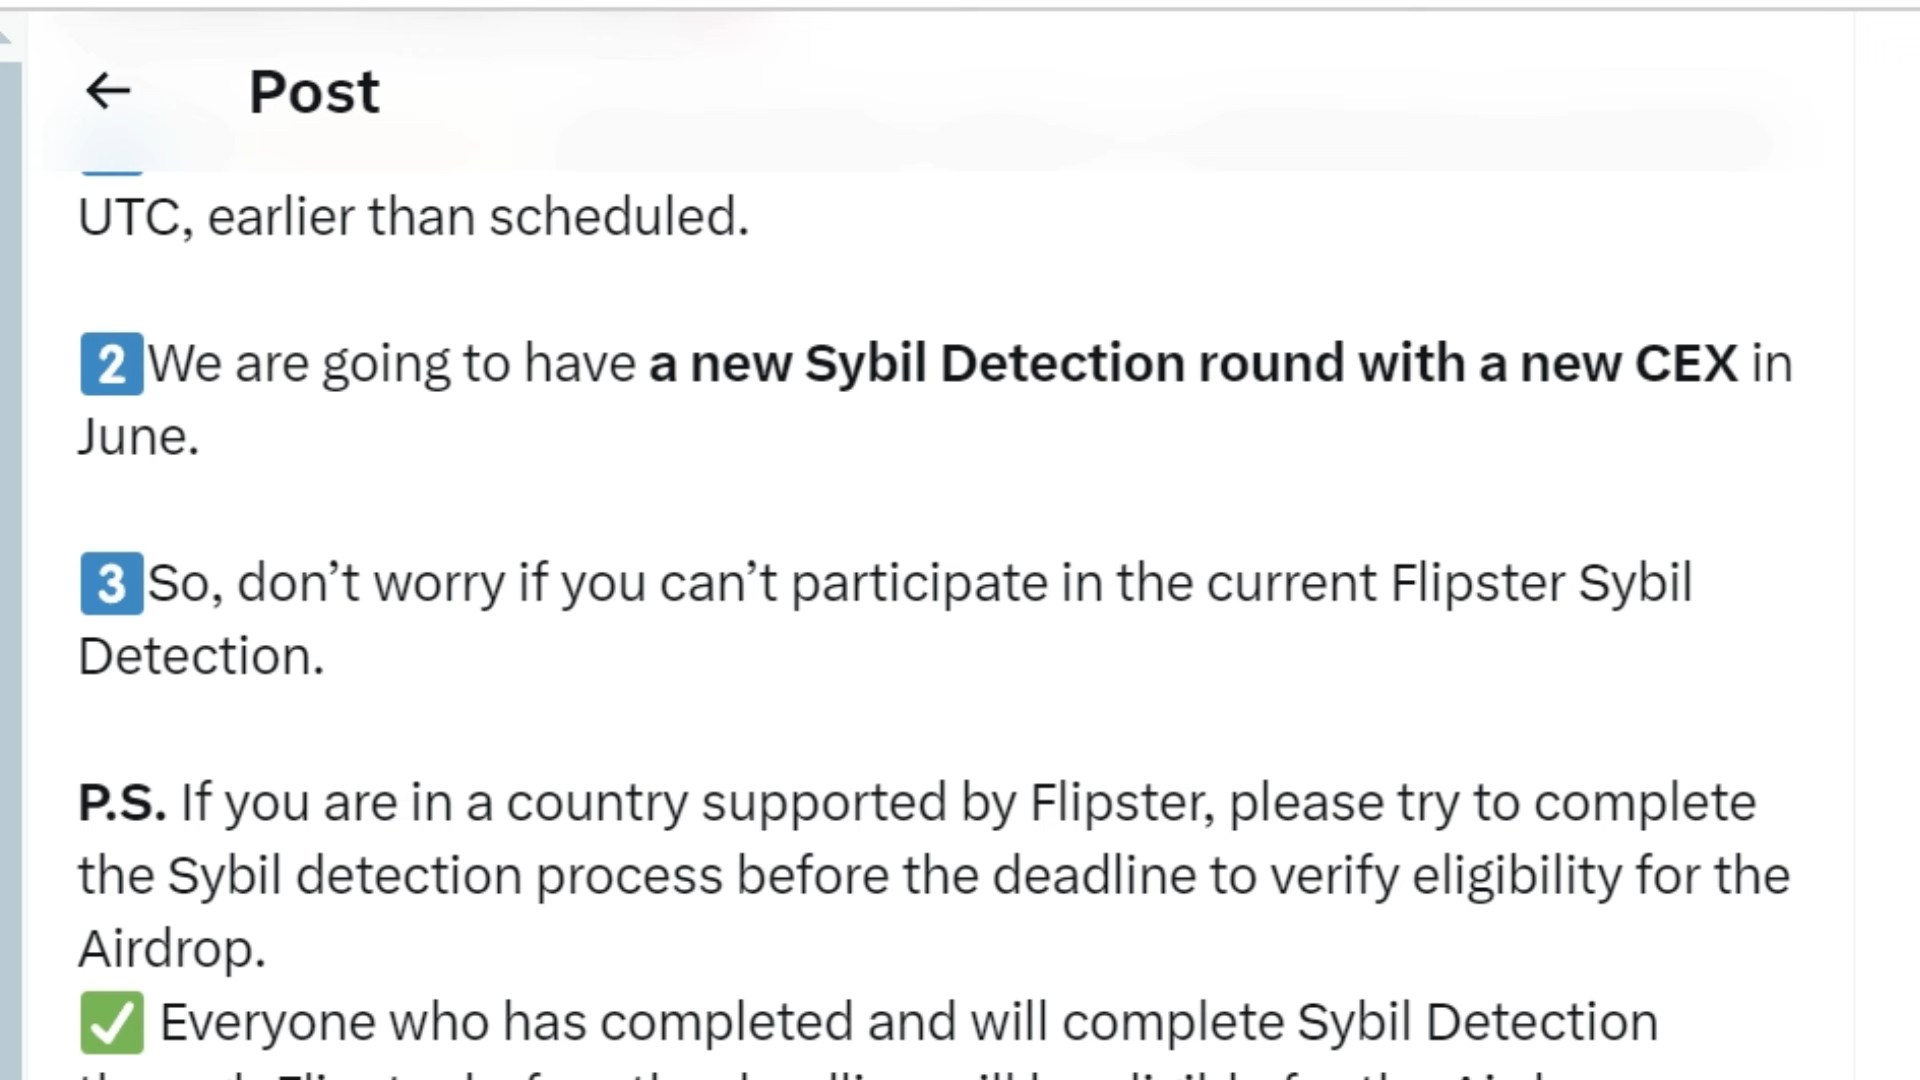 Post
UTC, earlier than scheduled.
2️⃣We are going to have a new Sybil Detection round with a new CEX in
June.
3️⃣So, don’t worry if you can’t participate in the current Flipster Sybil
Detection.
P.S. If you are in a country supported by Flipster, please try to complete
the Sybil detection process before the deadline to verify eligibility for the
Airdrop.
✅ Everyone who has completed and will complete Sybil Detection